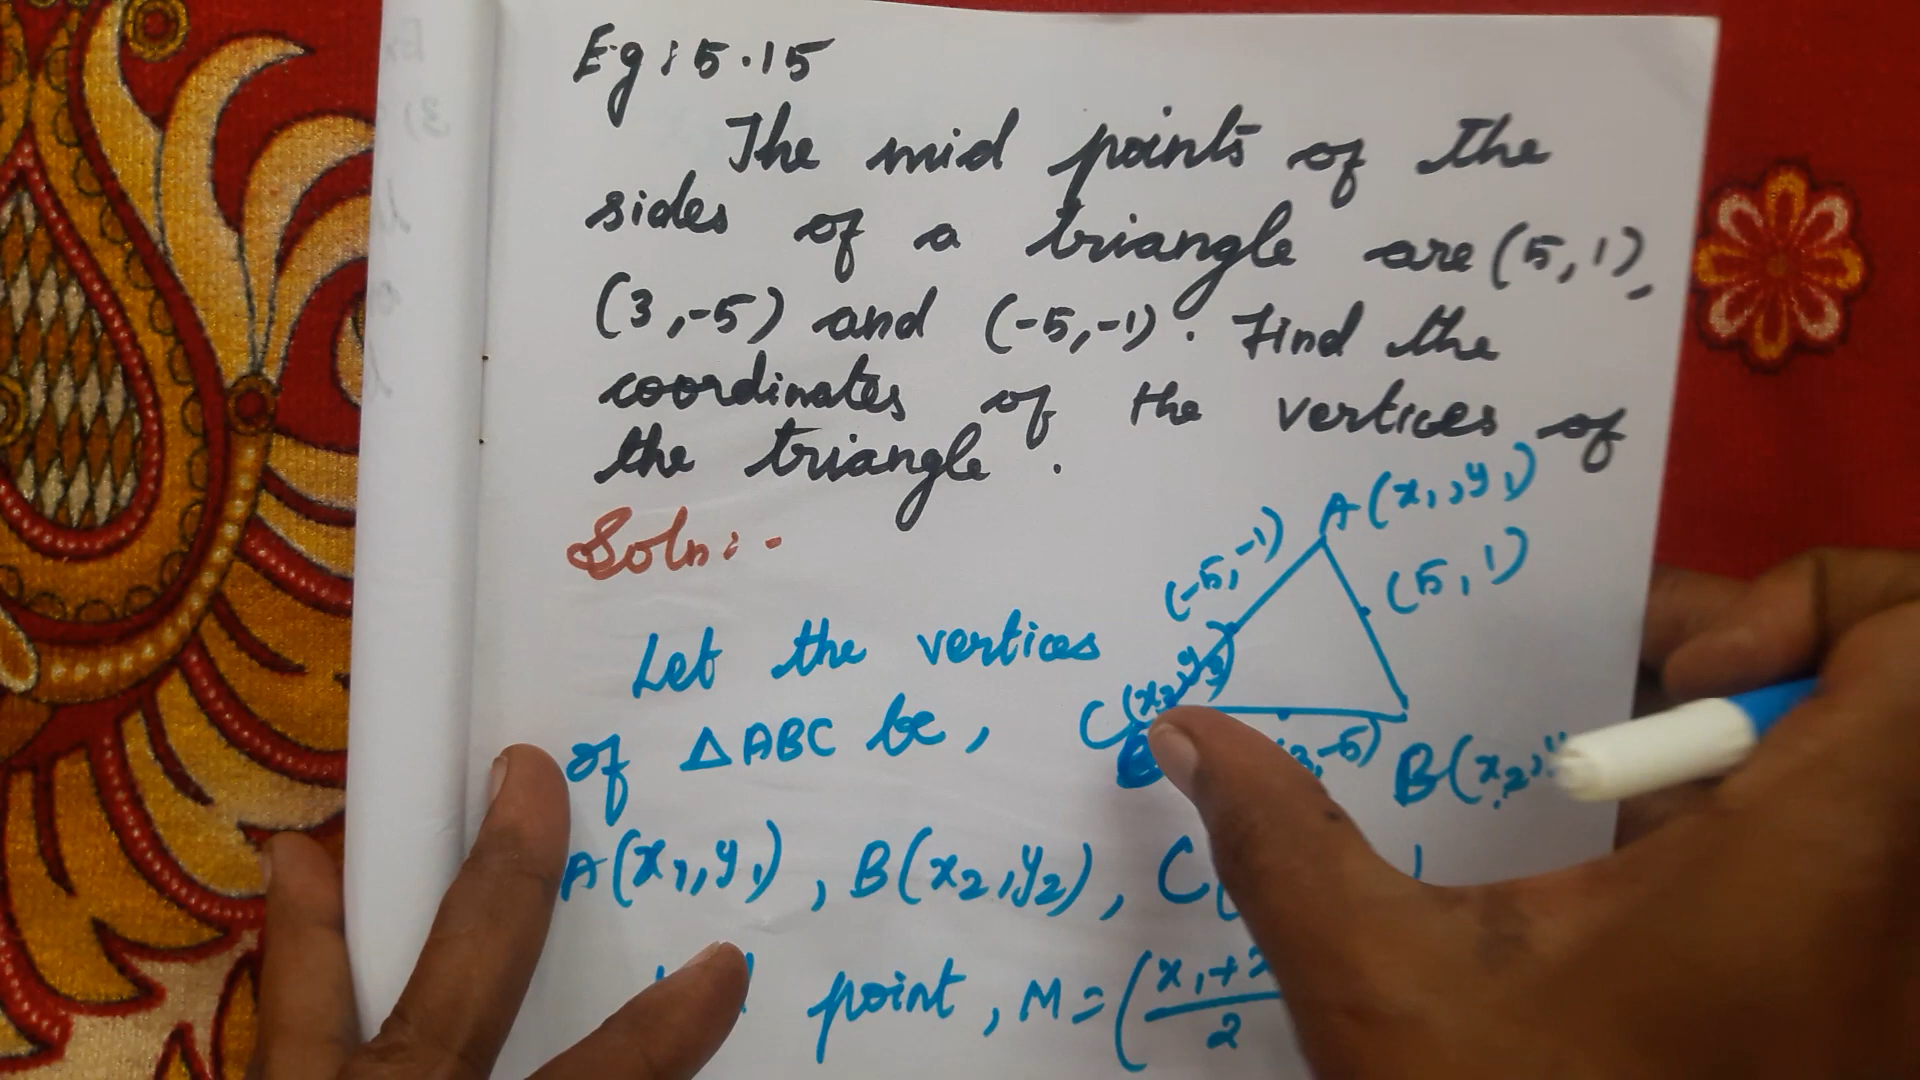 Eg: 5.15
The mid points of the
sides of a triangle are (5,1),
(3,-5) and (-5,-1). Find the
coordinates of the vertices of
the triangle.
Soln:-
A(x1,y1)
(-5,-1)
(5,1)
Let the vertices
of △ABC be,
C
,-5)
B(x2,
A(x1,y1), B(x2,y2), C(
point, M=(x1+
2